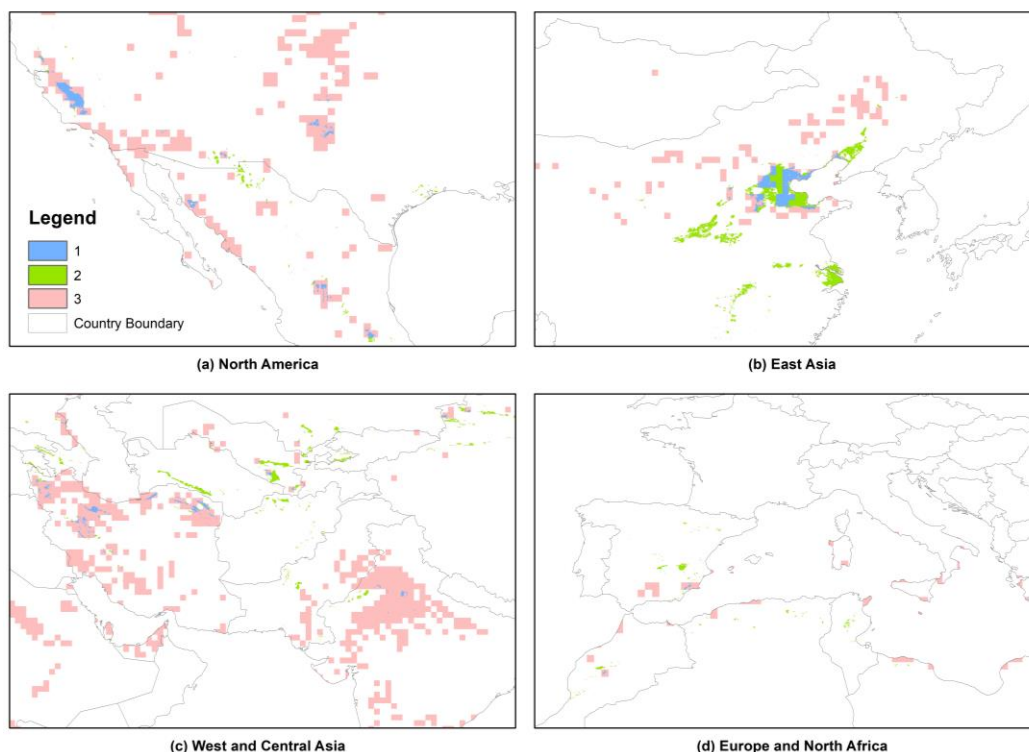 Legend
1
2
3
Country Boundary
(a) North America
(b) East Asia
(c) West and Central Asia
(d) Europe and North Africa